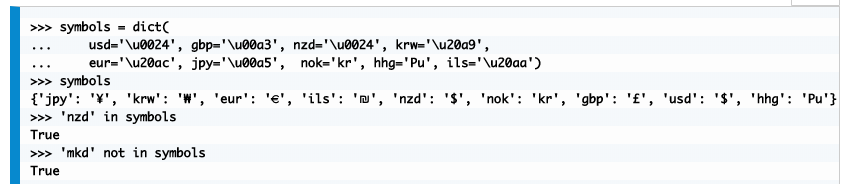 >>> symbols = dict(
...     usd='\u0024', gbp='\u00a3', nzd='\u0024', krw='\u20a9',
...     eur='\u20ac', jpy='\u00a5',  nok='kr', hhg='Pu', ils='\u20aa')
>>> symbols
{'jpy': '¥', 'krw': '₩', 'eur': '€', 'ils': '₪', 'nzd': '$', 'nok': 'kr', 'gbp': '£', 'usd': '$', 'hhg': 'Pu'}
>>> 'nzd' in symbols
True
>>> 'mkd' not in symbols
True